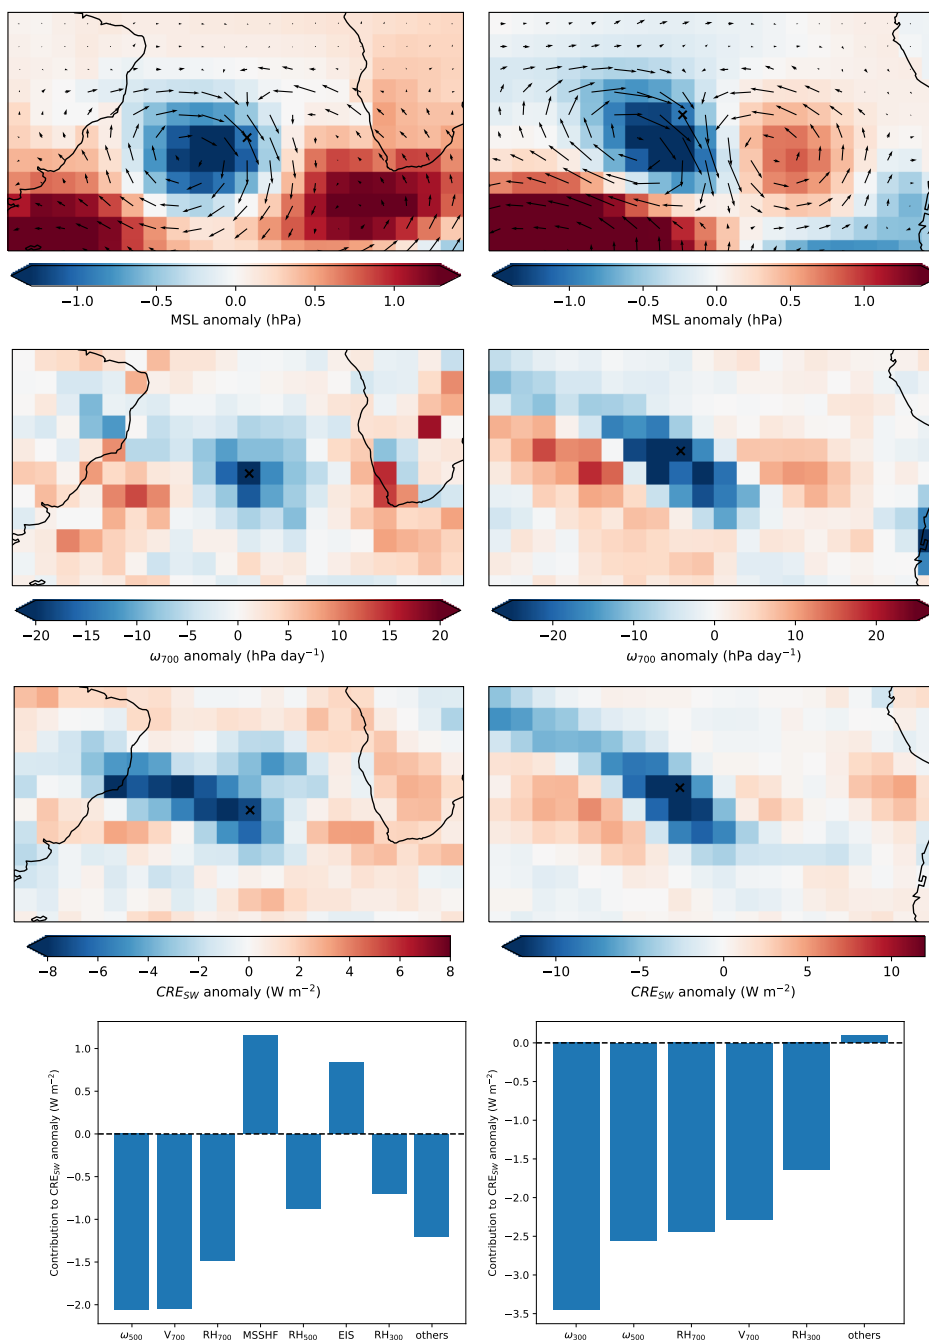 −1.0 −0.5 0.0 0.5 1.0
MSL anomaly (hPa)
−1.0 −0.5 0.0 0.5 1.0
MSL anomaly (hPa)
−20 −15 −10 −5 0 5 10 15 20
ω₇₀₀ anomaly (hPa day⁻¹)
−20 −10 0 10 20
ω₇₀₀ anomaly (hPa day⁻¹)
−8 −6 −4 −2 0 2 4 6 8
CRE_SW anomaly (W m⁻²)
−10 −5 0 5 10
CRE_SW anomaly (W m⁻²)
Contribution to CRE_SW anomaly (W m⁻²)
1.0
0.5
0.0
−0.5
−1.0
−1.5
−2.0
ω₅₀₀ V₇₀₀ RH₇₀₀ MSSHF RH₅₀₀ EIS RH₃₀₀ others
Contribution to CRE_SW anomaly (W m⁻²)
0.0
−0.5
−1.0
−1.5
−2.0
−2.5
−3.0
−3.5
ω₃₀₀ ω₅₀₀ RH₇₀₀ V₇₀₀ RH₃₀₀ others